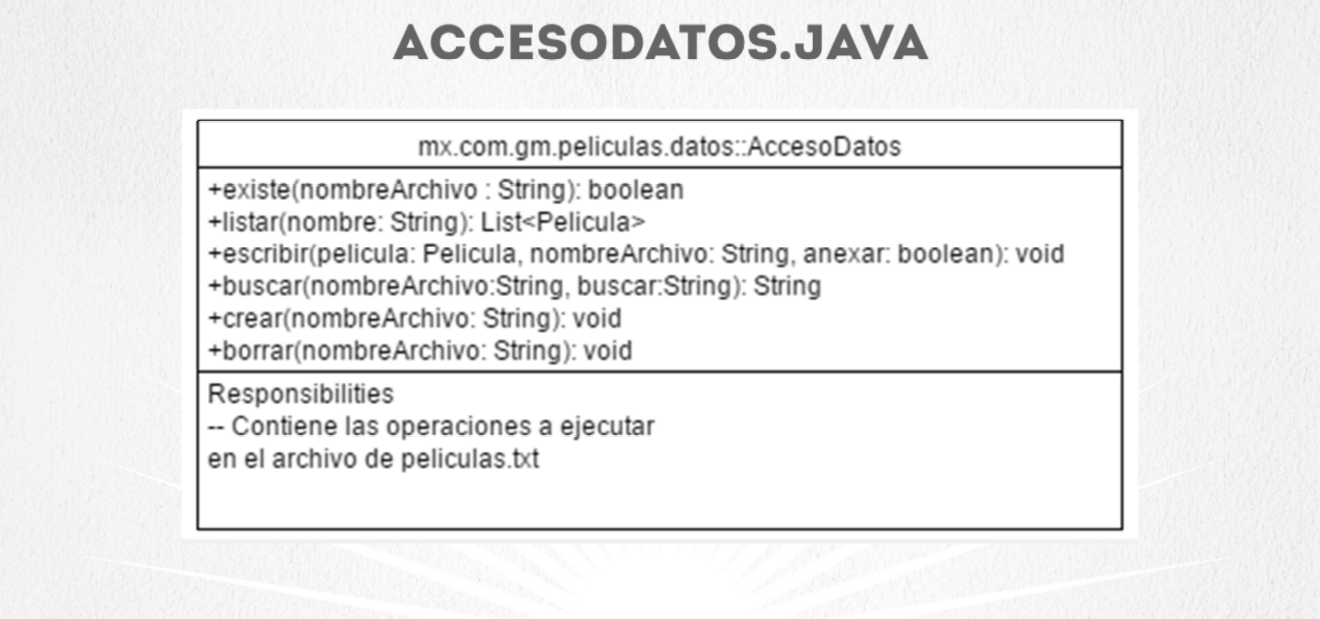 ACCESODATOS.JAVA
mx.com.gm.peliculas.datos::AccesoDatos
+existe(nombreArchivo : String): boolean
+listar(nombre: String): List<Pelicula>
+escribir(pelicula: Pelicula, nombreArchivo: String, anexar: boolean): void
+buscar(nombreArchivo:String, buscar:String): String
+crear(nombreArchivo: String): void
+borrar(nombreArchivo: String): void
Responsibilities
-- Contiene las operaciones a ejecutar
en el archivo de peliculas.txt